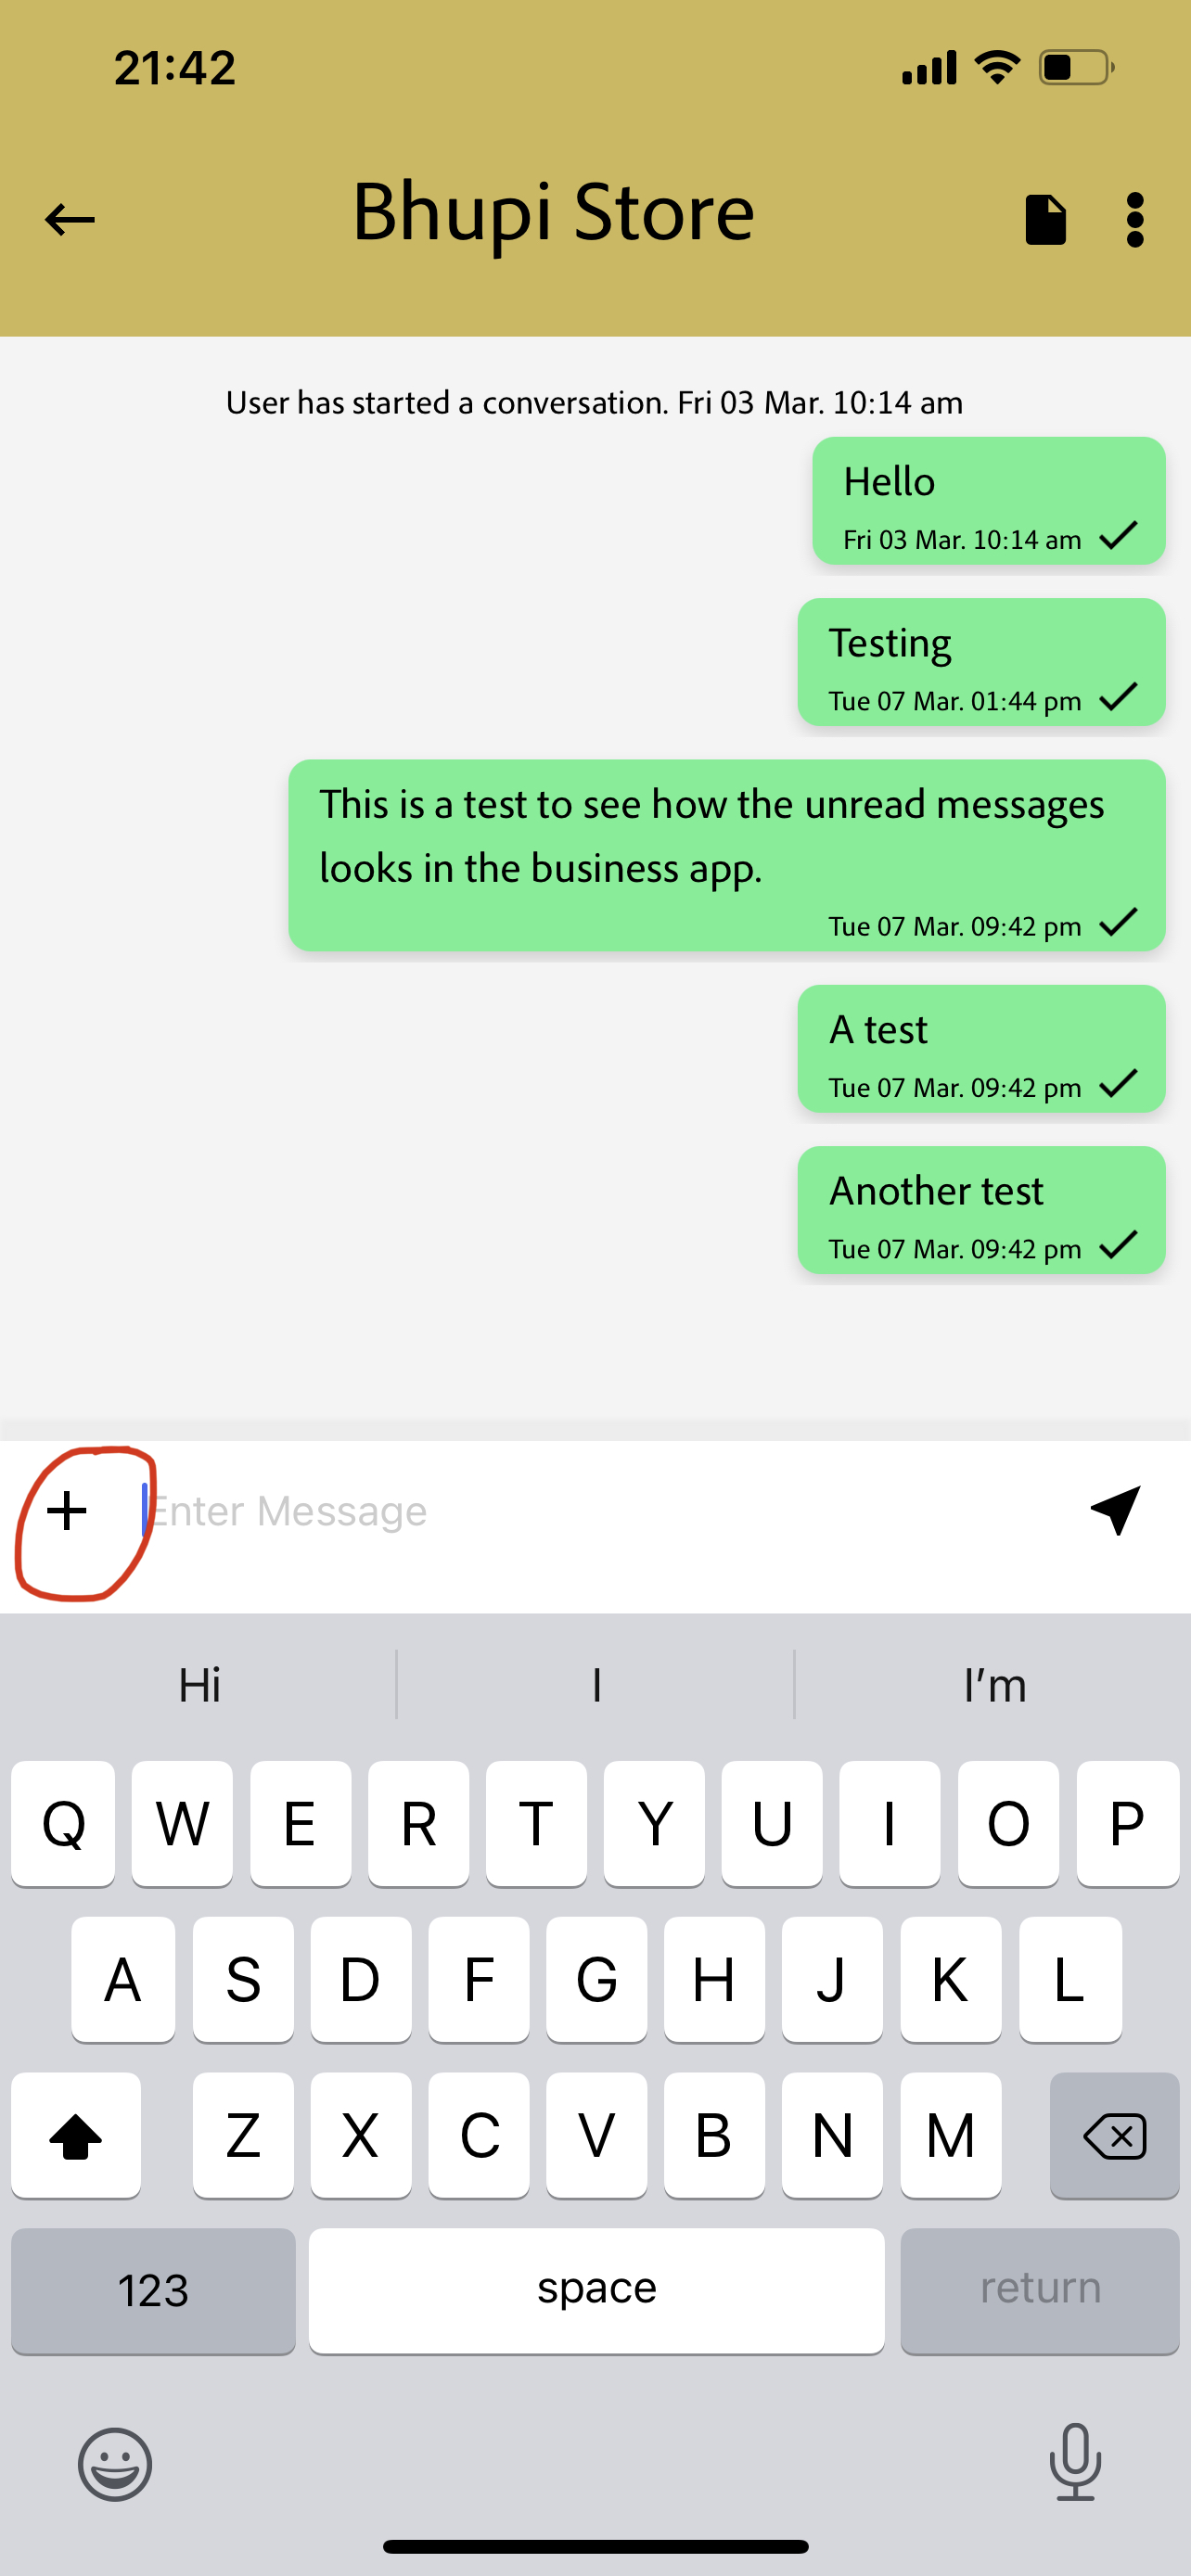 21:42
Bhupi Store
User has started a conversation. Fri 03 Mar. 10:14 am
Hello
Fri 03 Mar. 10:14 am
Testing
Tue 07 Mar. 01:44 pm
This is a test to see how the unread messages
looks in the business app.
Tue 07 Mar. 09:42 pm
A test
Tue 07 Mar. 09:42 pm
Another test
Tue 07 Mar. 09:42 pm
+ Enter Message
Hi I I'm
Q W E R T Y U I O P
A S D F G H J K L
Z X C V B N M
123 space return